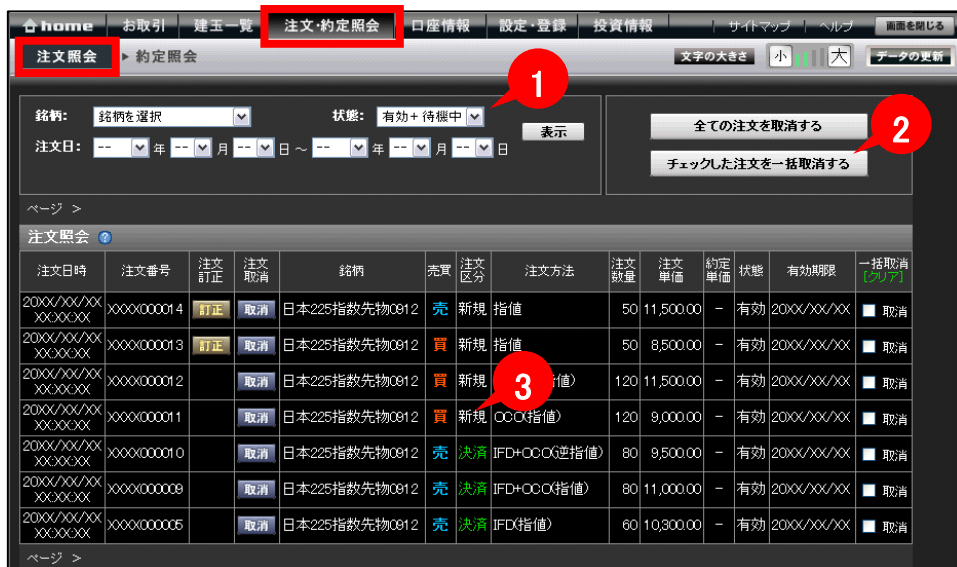 home お取引 建玉一覧 注文・約定照会 口座情報 設定・登録 投資情報 サイトマップ ヘルプ 画面を閉じる
注文照会 ▶ 約定照会 文字の大きさ 小 大 データの更新
1
銘柄: 銘柄を選択 状態: 有効+待機中 表示
注文日: -- 年 -- 月 -- 日 ～ -- 年 -- 月 -- 日
全ての注文を取消する
2
チェックした注文を一括取消する
ページ >
注文照会 ?
注文日時 注文番号 注文訂正 注文取消 銘柄 売買 注文区分 注文方法 注文数量 注文単価 約定単価 状態 有効期限 一括取消 [クリア]
20XX/XX/XX XX:XX:XX XXXX000014 訂正 取消 日本225指数先物0912 売 新規 指値 50 11,500.00 - 有効 20XX/XX/XX 取消
20XX/XX/XX XX:XX:XX XXXX000013 訂正 取消 日本225指数先物0912 買 新規 指値 50 8,500.00 - 有効 20XX/XX/XX 取消
20XX/XX/XX XX:XX:XX XXXX000012 取消 日本225指数先物0912 買 新規 指値) 120 11,500.00 - 有効 20XX/XX/XX 取消
3
20XX/XX/XX XX:XX:XX XXXX000011 取消 日本225指数先物0912 買 新規 OCO(指値) 120 9,000.00 - 有効 20XX/XX/XX 取消
20XX/XX/XX XX:XX:XX XXXX000010 取消 日本225指数先物0912 売 決済 IFD+OCO(逆指値) 80 9,500.00 - 有効 20XX/XX/XX 取消
20XX/XX/XX XX:XX:XX XXXX000009 取消 日本225指数先物0912 売 決済 IFD+OCO(指値) 80 11,000.00 - 有効 20XX/XX/XX 取消
20XX/XX/XX XX:XX:XX XXXX000005 取消 日本225指数先物0912 売 決済 IFD(指値) 60 10,300.00 - 有効 20XX/XX/XX 取消
ページ >